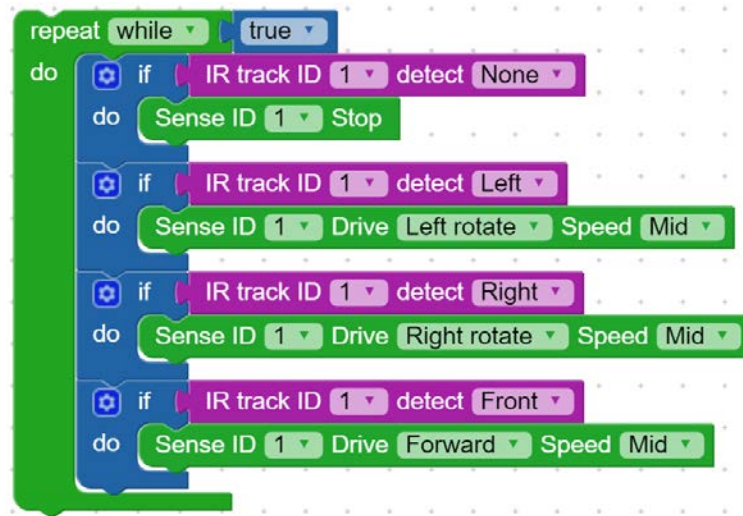 repeat while true
do if IR track ID 1 detect None
do Sense ID 1 Stop
if IR track ID 1 detect Left
do Sense ID 1 Drive Left rotate Speed Mid
if IR track ID 1 detect Right
do Sense ID 1 Drive Right rotate Speed Mid
if IR track ID 1 detect Front
do Sense ID 1 Drive Forward Speed Mid